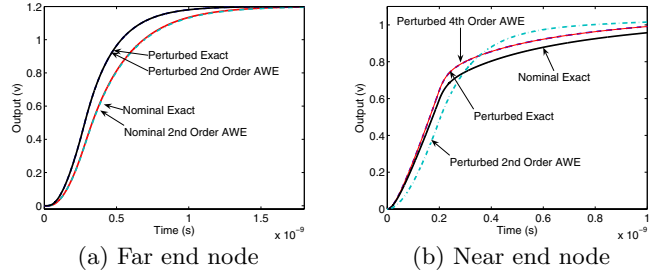 Output (v)
1.2
1
0.8
0.6
0.4
0.2
0
0
0.5
1
1.5
Time (s)
x 10⁻⁹
Perturbed Exact
Perturbed 2nd Order AWE
Nominal Exact
Nominal 2nd Order AWE
(a) Far end node
Output (v)
1
0.8
0.6
0.4
0.2
0
0
0.2
0.4
0.6
0.8
1
Time (s)
x 10⁻⁹
Perturbed 4th Order AWE
Nominal Exact
Perturbed Exact
Perturbed 2nd Order AWE
(b) Near end node